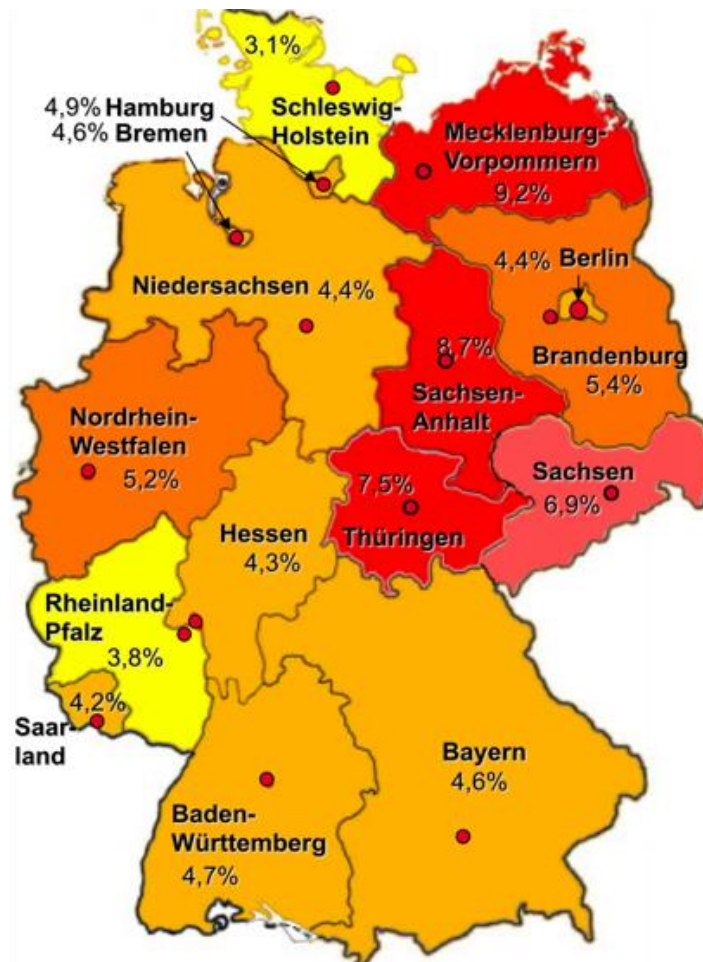 3,1%
4,9% Hamburg
4,6% Bremen
Schleswig-
Holstein
Mecklenburg-
Vorpommern
9,2%
Niedersachsen 4,4%
4,4% Berlin
Brandenburg
5,4%
8,7%
Sachsen-
Anhalt
Nordrhein-
Westfalen
5,2%
Sachsen
6,9%
7,5%
Thüringen
Hessen
4,3%
Rheinland-
Pfalz
3,8%
4,2%
Saar-
land
Bayern
4,6%
Baden-
Württemberg
4,7%